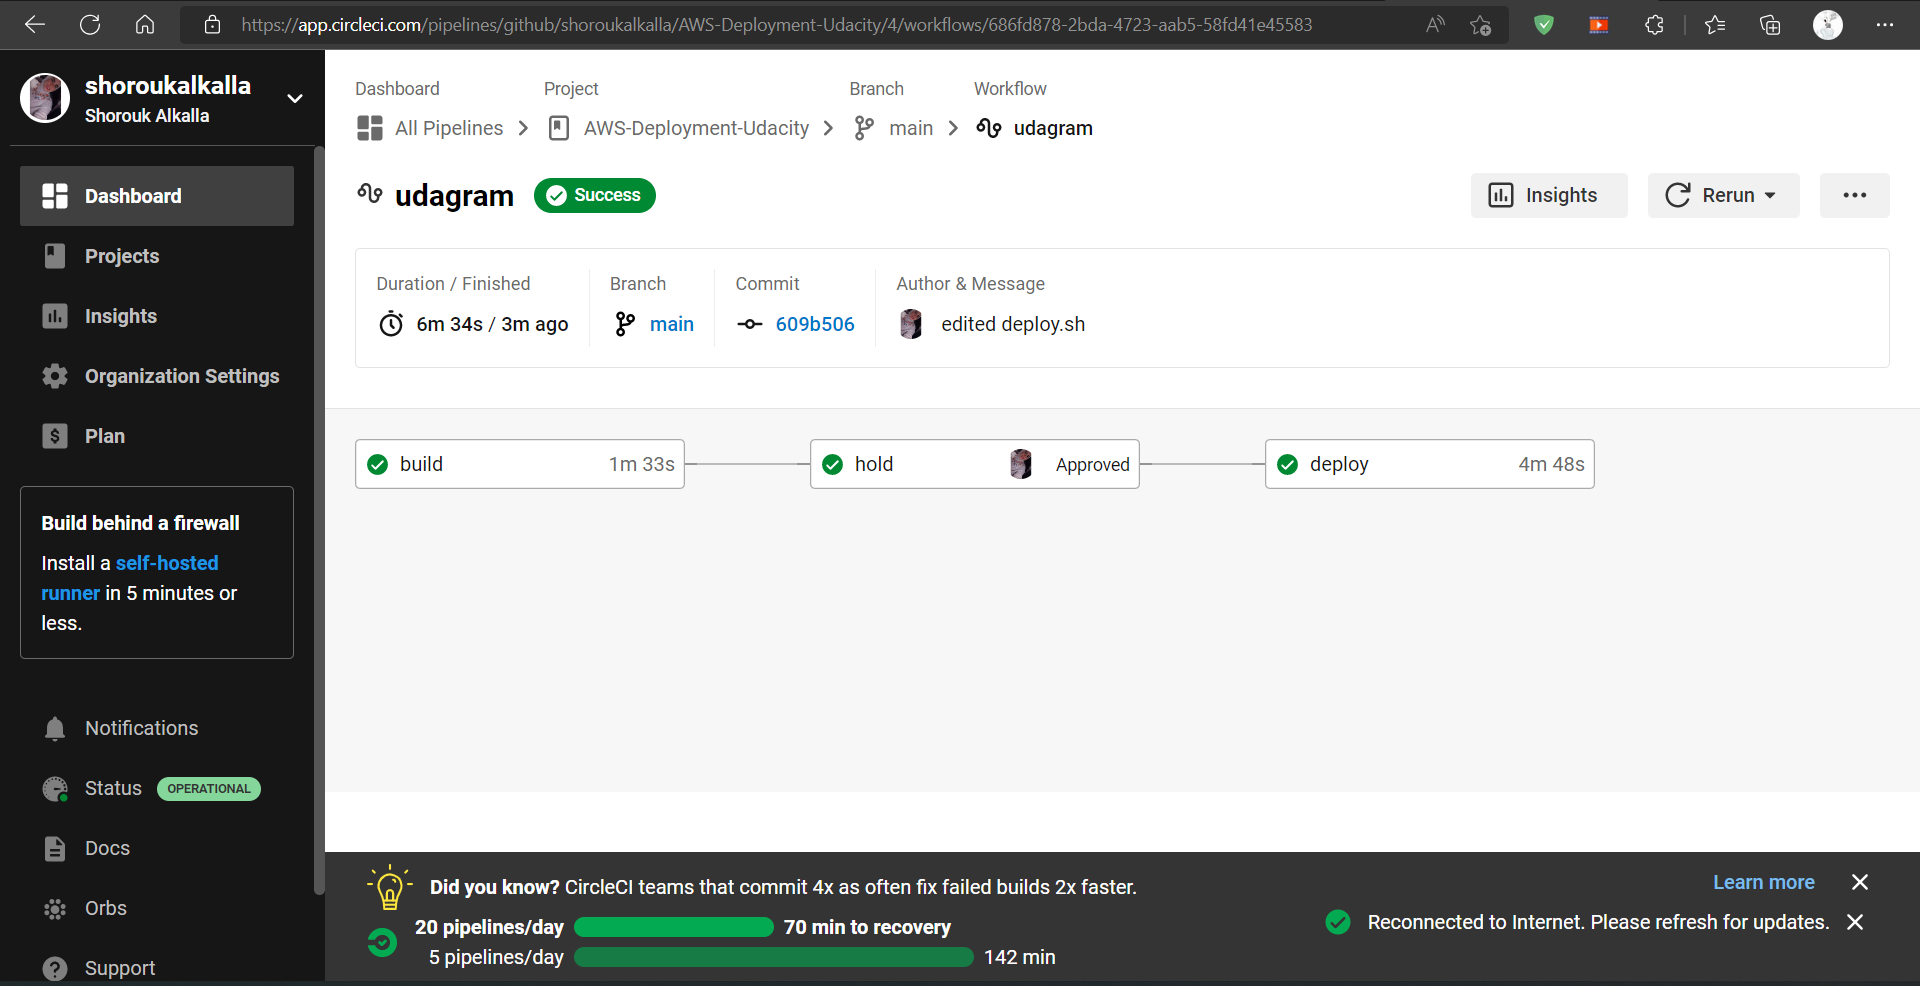 https://app.circleci.com/pipelines/github/shoroukalkalla/AWS-Deployment-Udacity/4/workflows/686fd878-2bda-4723-aab5-58fd41e45583
shoroukalkalla
Shorouk Alkalla
Dashboard
Projects
Insights
Organization Settings
Plan
Build behind a firewall
Install a self-hosted
runner in 5 minutes or
less.
Notifications
Status OPERATIONAL
Docs
Orbs
Support
Dashboard Project Branch Workflow
All Pipelines AWS-Deployment-Udacity main udagram
udagram Success Insights Rerun
Duration / Finished Branch Commit Author & Message
6m 34s / 3m ago main 609b506 edited deploy.sh
build 1m 33s hold Approved deploy 4m 48s
Did you know? CircleCI teams that commit 4x as often fix failed builds 2x faster.
20 pipelines/day 70 min to recovery
5 pipelines/day 142 min
Learn more
Reconnected to Internet. Please refresh for updates.